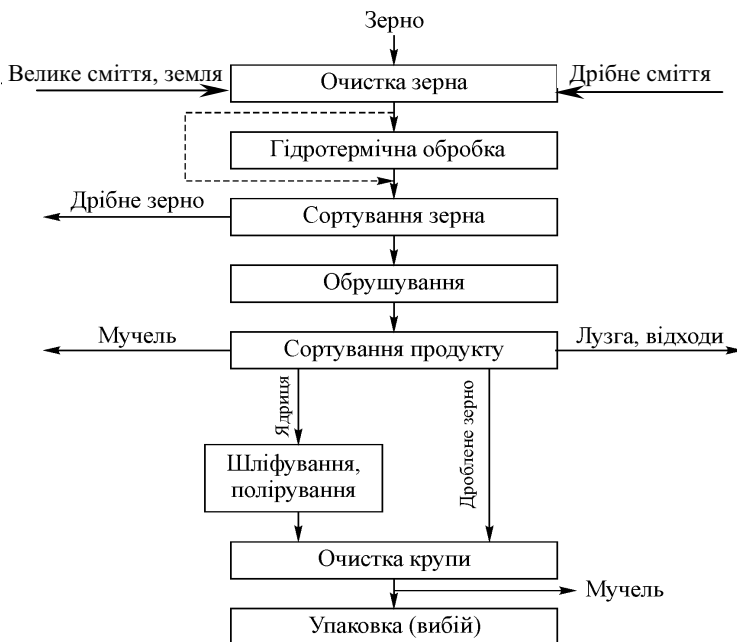 Зерно
Велике сміття, земля
Очистка зерна
Дрібне сміття
Гідротермічна обробка
Дрібне зерно
Сортування зерна
Обрушування
Мучель
Сортування продукту
Лузга, відходи
Ядриця
Дроблене зерно
Шліфування,
полірування
Очистка крупи
Мучель
Упаковка (вибій)